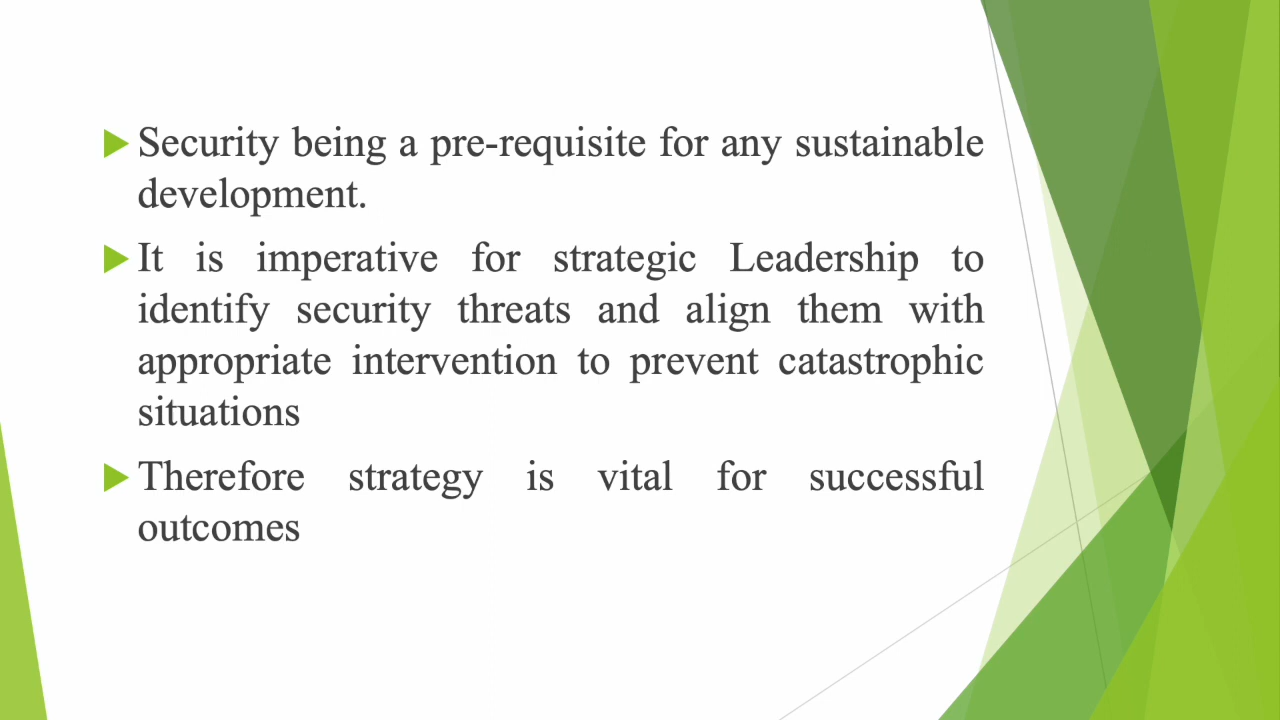 Security being a pre-requisite for any sustainable
development.
It is imperative for strategic Leadership to
identify security threats and align them with
appropriate intervention to prevent catastrophic
situations
Therefore strategy is vital for successful
outcomes